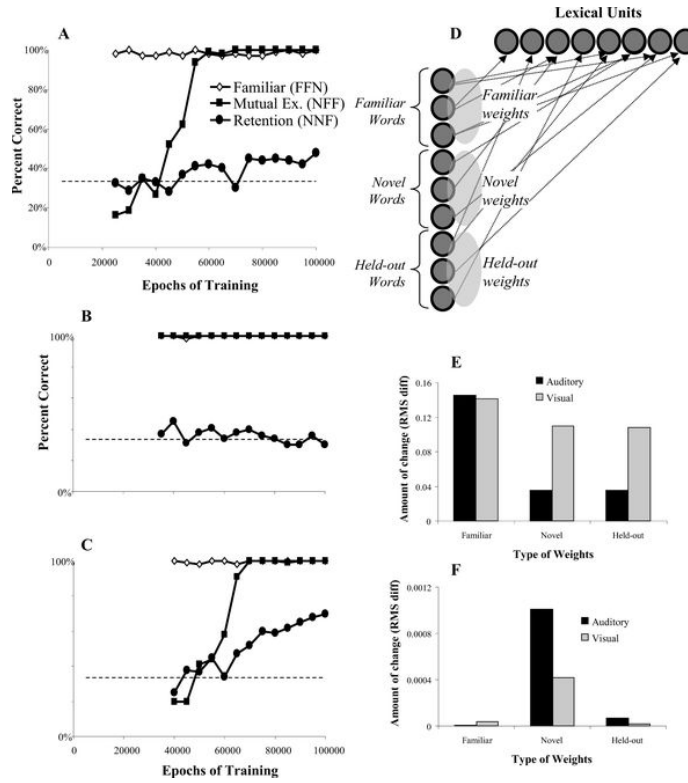 A
100%
80%
60%
40%
20%
0%
Percent Correct
Familiar (FFN)
Mutual Ex. (NFF)
Retention (NNF)
0
20000
40000
60000
80000
100000
Epochs of Training
B
100%
0%
Percent Correct
C
100%
0%
0
20000
40000
60000
80000
100000
Epochs of Training
Lexical Units
D
Familiar
Words
Familiar
weights
Novel
Words
Novel
weights
Held-out
Words
Held-out
weights
E
Amount of change (RMS diff)
0.16
0.12
0.08
0.04
0
Auditory
Visual
Familiar
Novel
Held-out
Type of Weights
F
Amount of change (RMS diff)
0.0012
0.0008
0.0004
0
Auditory
Visual
Familiar
Novel
Held-out
Type of Weights